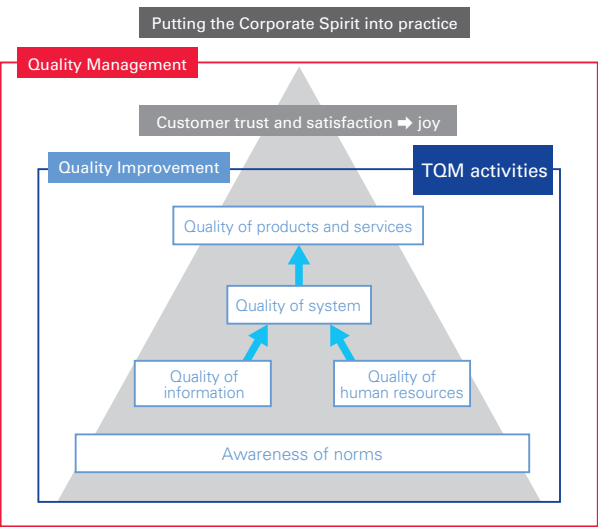 Putting the Corporate Spirit into practice
Quality Management
Customer trust and satisfaction ➡ joy
Quality Improvement
TQM activities
Quality of products and services
Quality of system
Quality of
information
Quality of
human resources
Awareness of norms